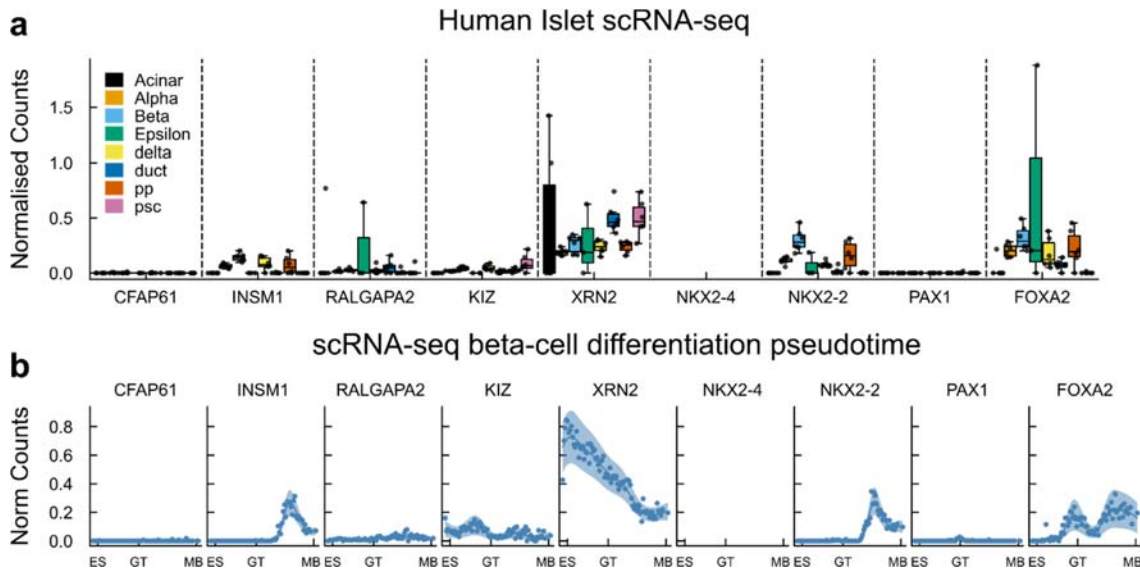 a
Human Islet scRNA-seq
Normalised Counts
1.5
1.0
0.5
0.0
Acinar
Alpha
Beta
Epsilon
delta
duct
pp
psc
CFAP61 INSM1 RALGAPA2 KIZ XRN2 NKX2-4 NKX2-2 PAX1 FOXA2
b
scRNA-seq beta-cell differentiation pseudotime
CFAP61 INSM1 RALGAPA2 KIZ XRN2 NKX2-4 NKX2-2 PAX1 FOXA2
Norm Counts
0.8
0.6
0.4
0.2
0.0
ES GT MB ES GT MB ES GT MB ES GT MB ES GT MB ES GT MB ES GT MB ES GT MB ES GT MB